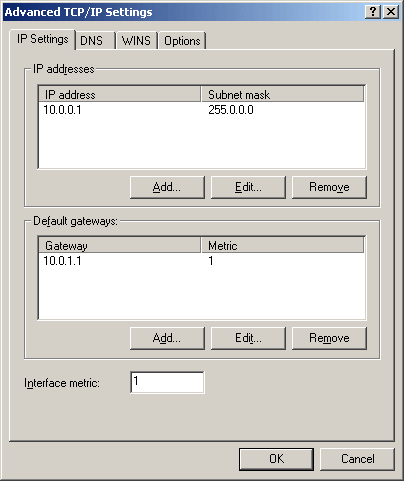 Advanced TCP/IP Settings
IP Settings DNS WINS Options
IP addresses
IP address Subnet mask
10.0.0.1 255.0.0.0
Add... Edit... Remove
Default gateways:
Gateway Metric
10.0.1.1 1
Add... Edit... Remove
Interface metric: 1
OK Cancel